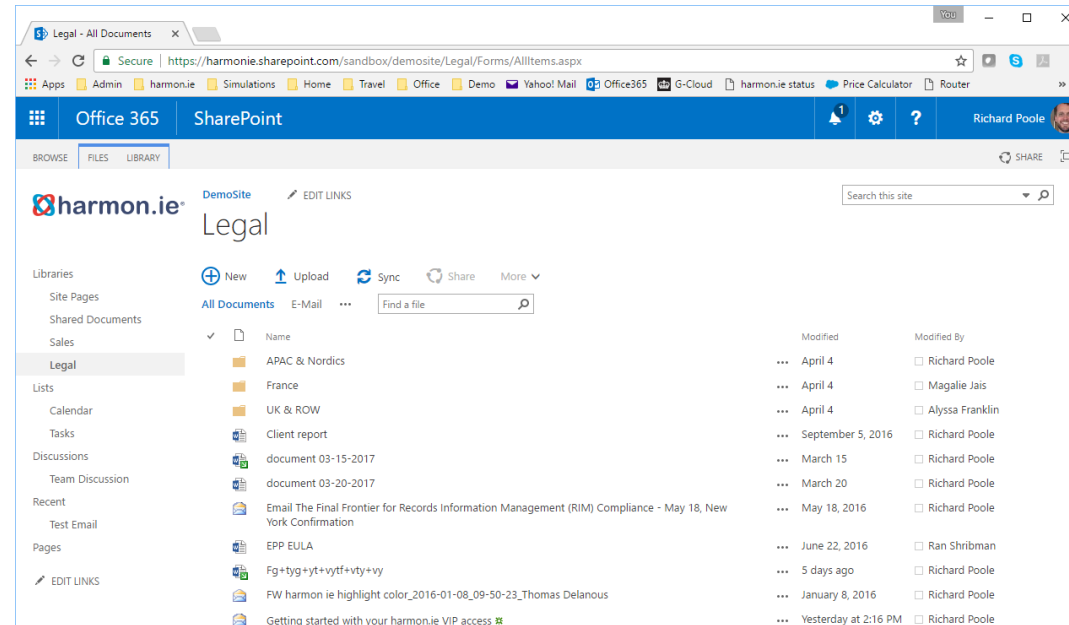 You
Legal - All Documents
Secure | https://harmonie.sharepoint.com/sandbox/demosite/Legal/Forms/AllItems.aspx
Apps Admin harmon.ie Simulations Home Travel Office Demo Yahoo! Mail Office365 G-Cloud harmon.ie status Price Calculator Router »
Office 365 SharePoint 1 ? Richard Poole
BROWSE FILES LIBRARY SHARE
harmon.ie®
DemoSite EDIT LINKS Search this site
Legal
Libraries
Site Pages
Shared Documents
Sales
Legal
Lists
Calendar
Tasks
Discussions
Team Discussion
Recent
Test Email
Pages
EDIT LINKS
New Upload Sync Share More
All Documents E-Mail ••• Find a file
Name Modified Modified By
APAC & Nordics ••• April 4 Richard Poole
France ••• April 4 Magalie Jais
UK & ROW ••• April 4 Alyssa Franklin
Client report ••• September 5, 2016 Richard Poole
document 03-15-2017 ••• March 15 Richard Poole
document 03-20-2017 ••• March 20 Richard Poole
Email The Final Frontier for Records Information Management (RIM) Compliance - May 18, New ••• May 18, 2016 Richard Poole
York Confirmation
EPP EULA ••• June 22, 2016 Ran Shribman
Fg+tyg+yt+vytf+vty+vy ••• 5 days ago Richard Poole
FW harmon ie highlight color_2016-01-08_09-50-23_Thomas Delanous ••• January 8, 2016 Richard Poole
Getting started with your harmon.ie VIP access ••• Yesterday at 2:16 PM Richard Poole